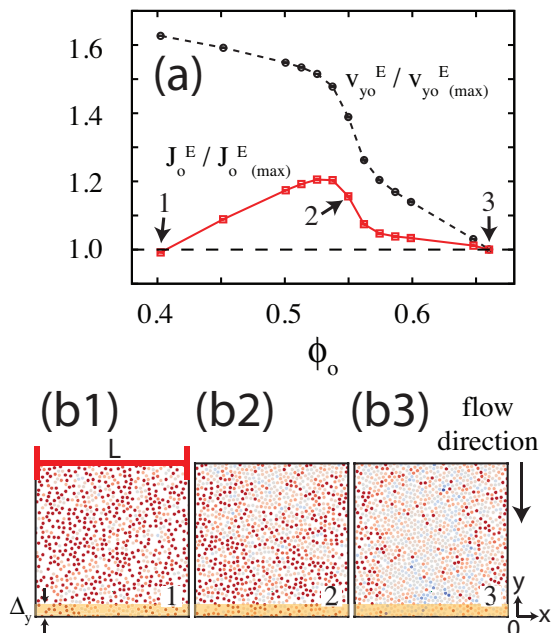 1.6
(a)
v_yo^E / v_yo^E (max)
1.4
J_o^E / J_o^E (max)
1.2
1
2
3
1.0
0.4
0.5
0.6
ϕ_o
(b1)
(b2)
(b3)
flow
direction
L
Δ_y
1
2
3
y
x
0